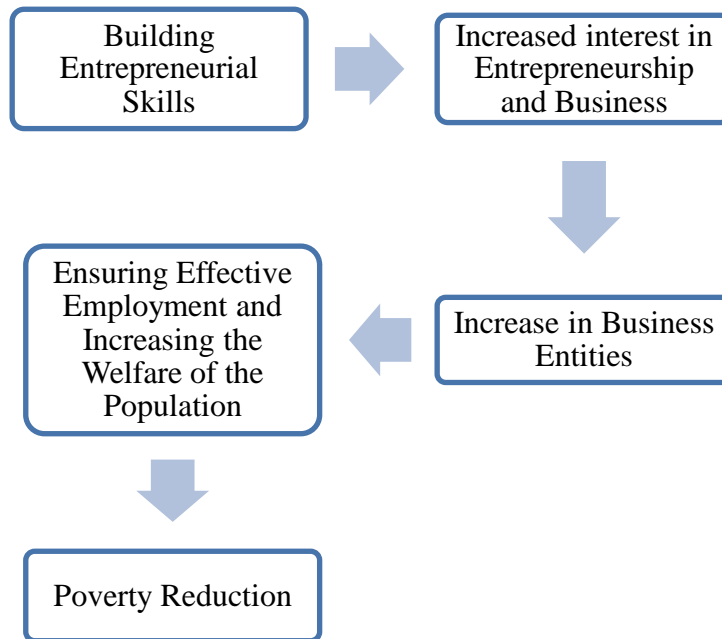 Building
Entrepreneurial
Skills
Increased interest in
Entrepreneurship
and Business
Increase in Business
Entities
Ensuring Effective
Employment and
Increasing the
Welfare of the
Population
Poverty Reduction